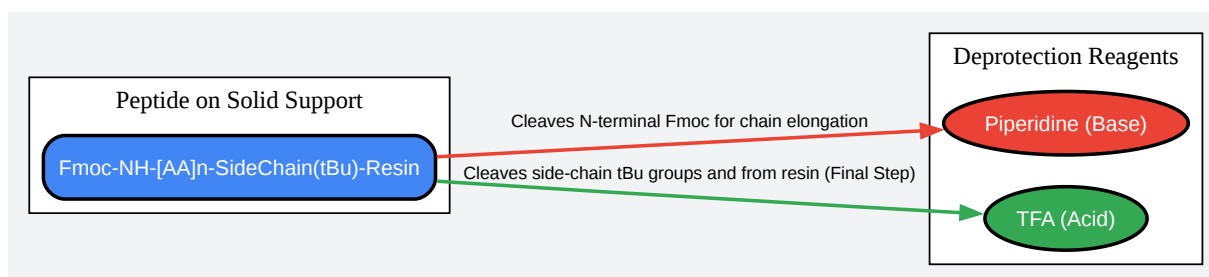 Peptide on Solid Support
Fmoc-NH-[AA]n-SideChain(tBu)-Resin
Cleaves N-terminal Fmoc for chain elongation
Cleaves side-chain tBu groups and from resin (Final Step)
Deprotection Reagents
Piperidine (Base)
TFA (Acid)